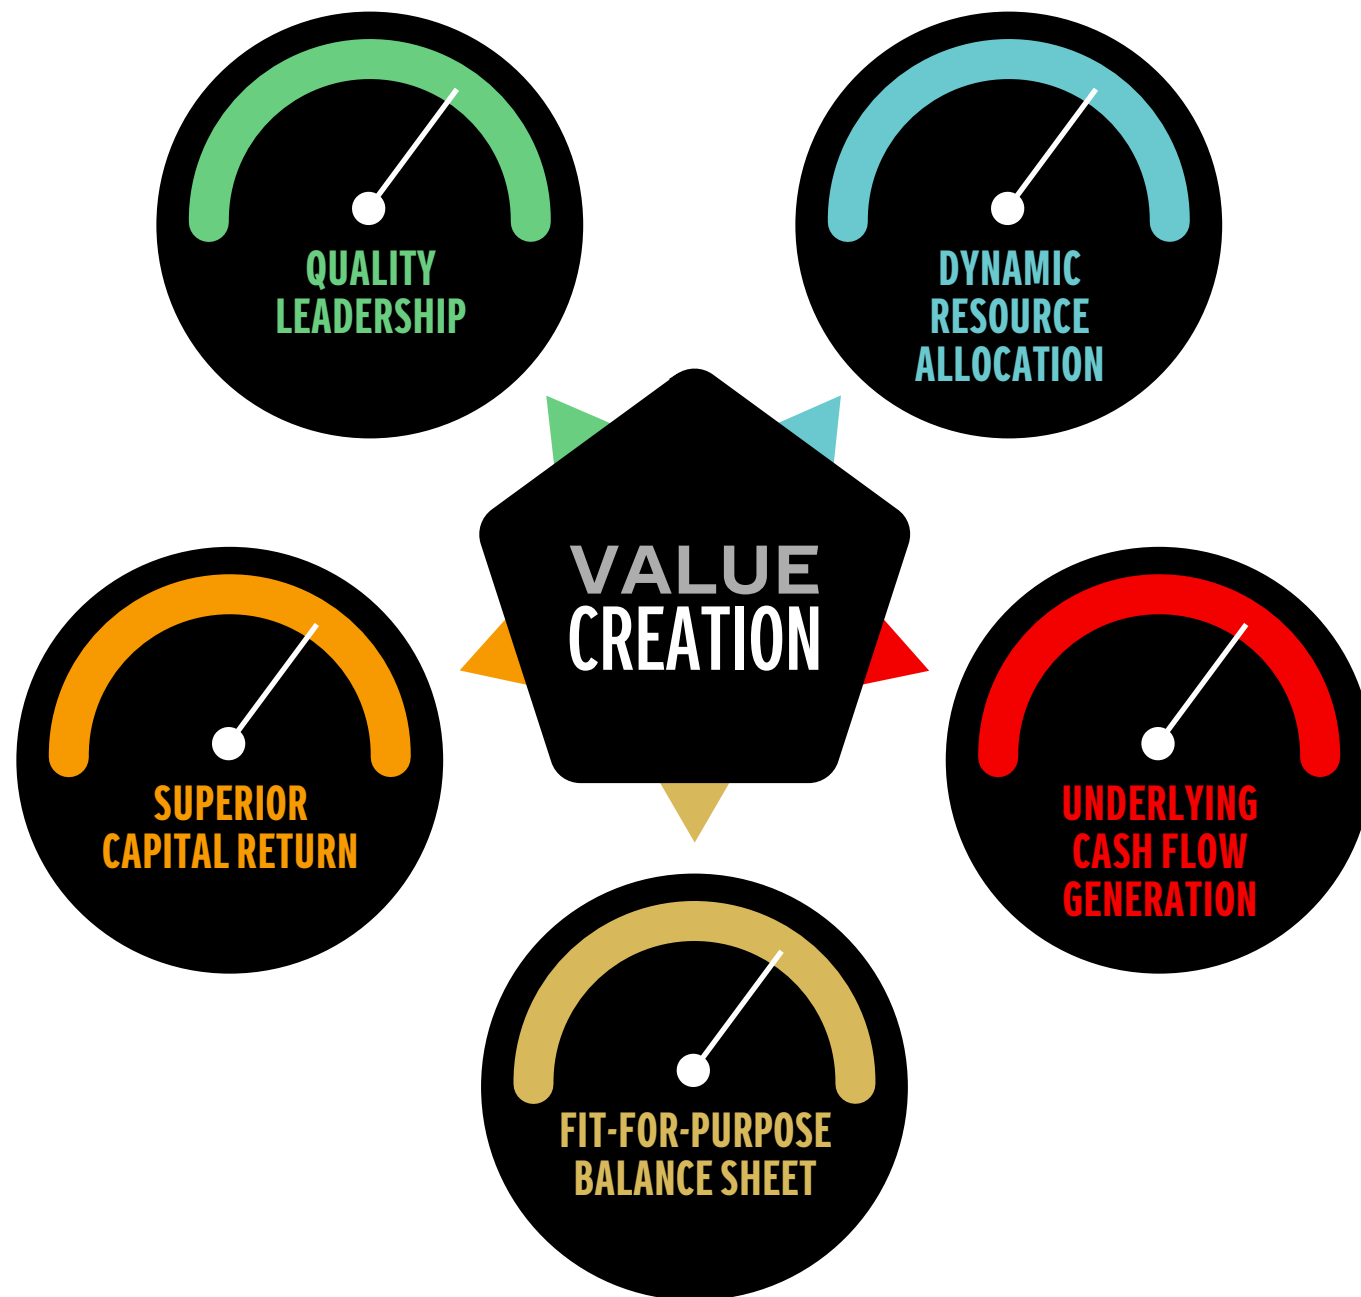 QUALITY
LEADERSHIP
DYNAMIC
RESOURCE
ALLOCATION
VALUE
CREATION
SUPERIOR
CAPITAL RETURN
UNDERLYING
CASH FLOW
GENERATION
FIT-FOR-PURPOSE
BALANCE SHEET